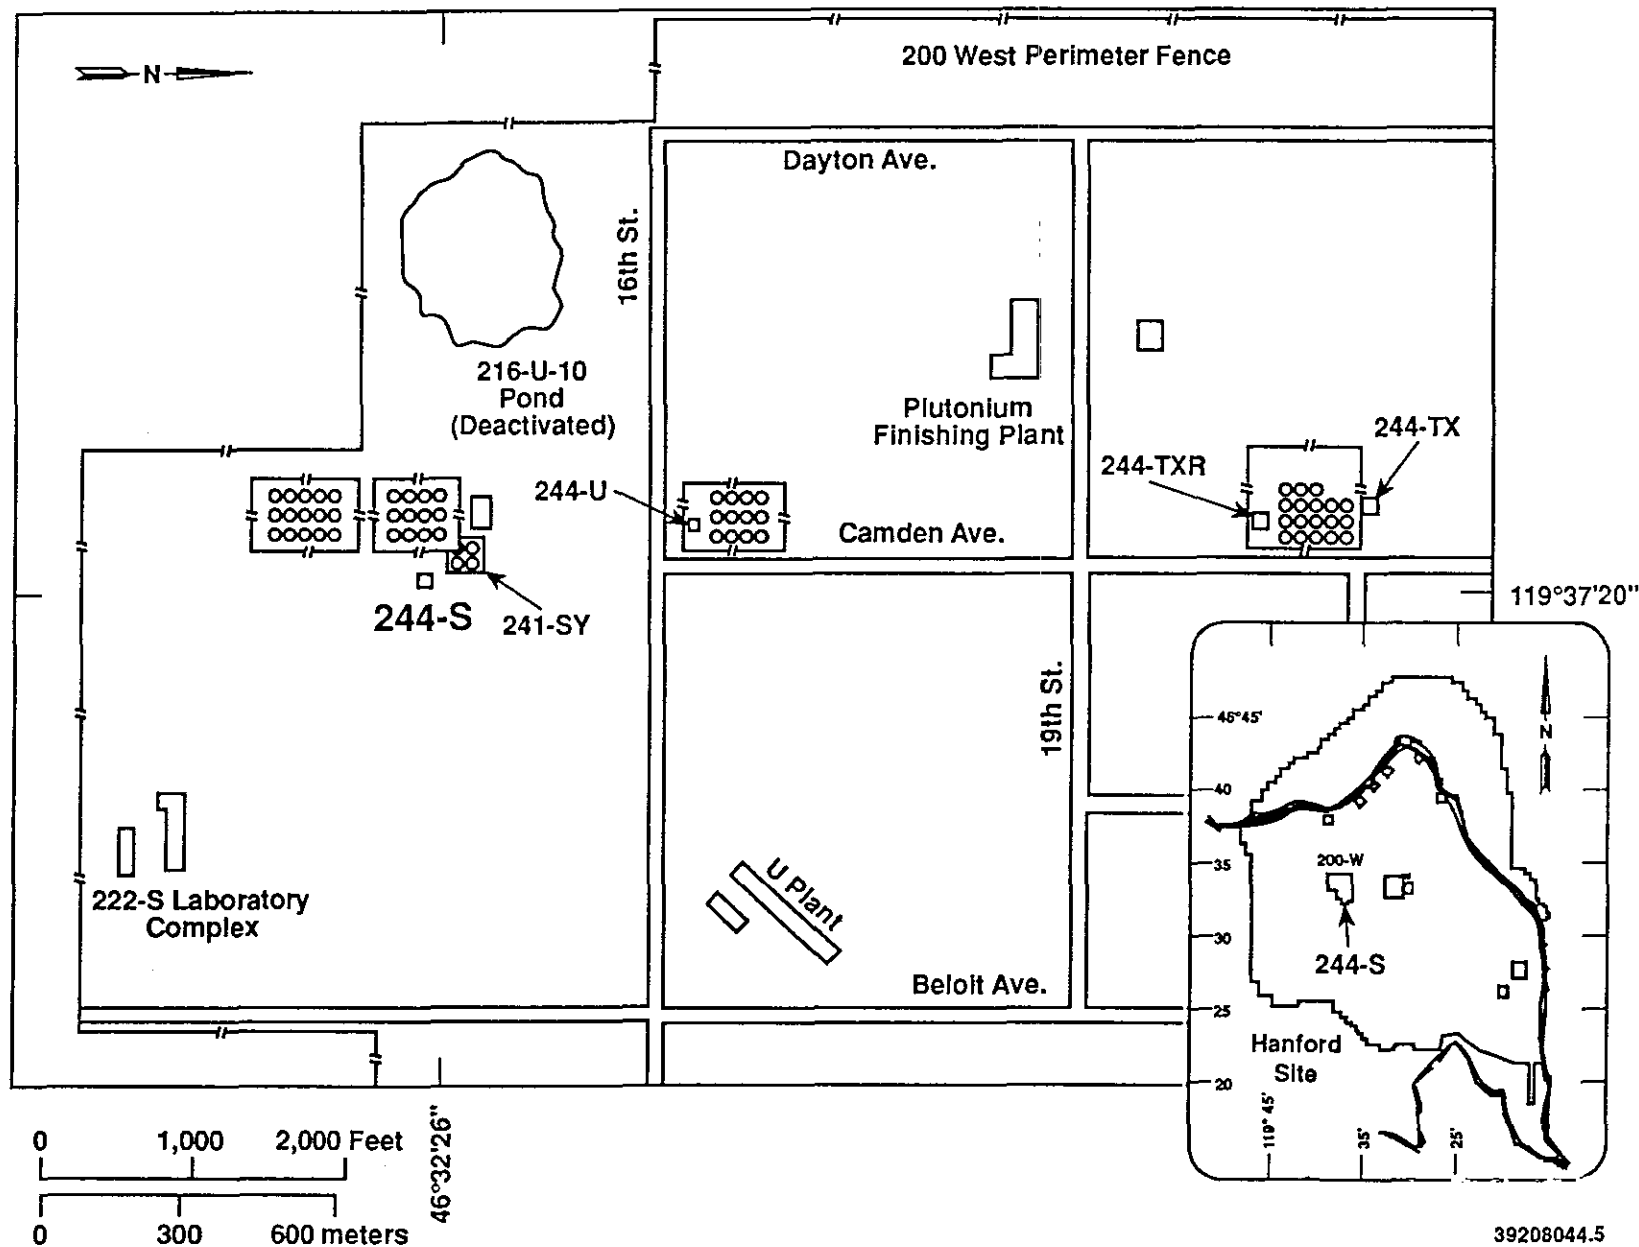 200 West Perimeter Fence
N
Dayton Ave.
16th St.
216-U-10
Pond
(Deactivated)
Plutonium
Finishing Plant
244-TX
244-TXR
244-U
Camden Ave.
244-S
241-SY
119°37'20"
19th St.
222-S Laboratory
Complex
U Plant
Beloit Ave.
46°45'
N
40
35
200-W
30
244-S
25
Hanford
Site
20
119° 45'
35'
25'
0 1,000 2,000 Feet
46°32'26"
0 300 600 meters
39208044.5